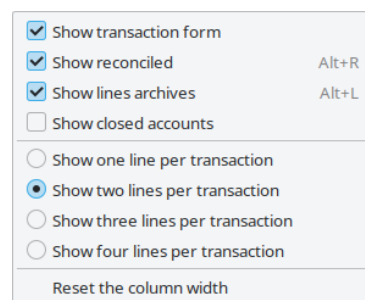 Show transaction form
Show reconciled Alt+R
Show lines archives Alt+L
Show closed accounts
Show one line per transaction
Show two lines per transaction
Show three lines per transaction
Show four lines per transaction
Reset the column width